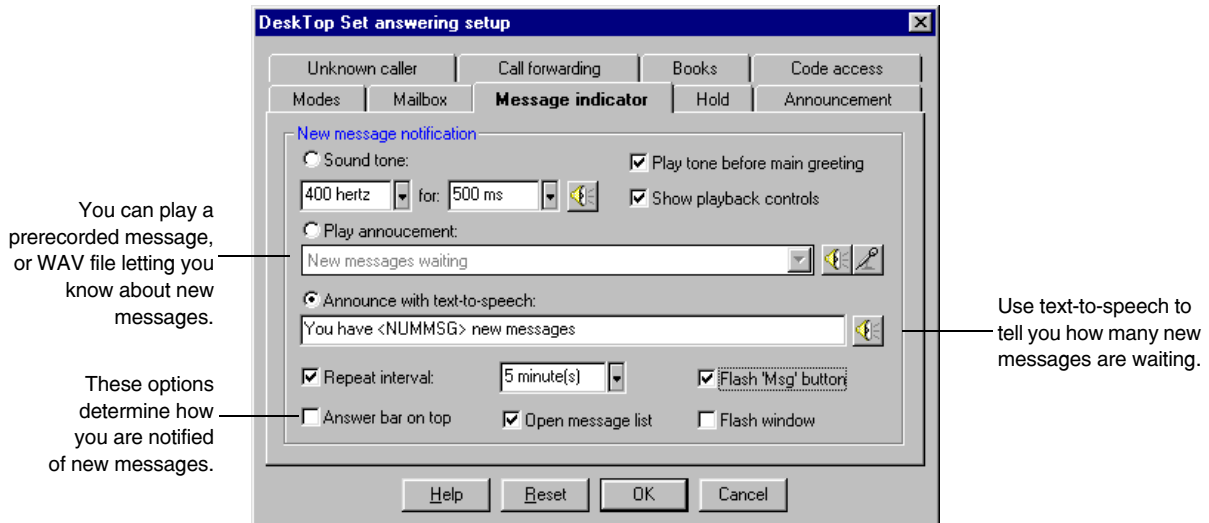 DeskTop Set answering setup
Unknown caller
Call forwarding
Books
Code access
Modes
Mailbox
Message indicator
Hold
Announcement
New message notification
Sound tone:
Play tone before main greeting
400 hertz
for:
500 ms
Show playback controls
You can play a
prerecorded message,
or WAV file letting you
know about new
messages.
Play annoucement:
New messages waiting
Announce with text-to-speech:
You have <NUMMSG> new messages
Use text-to-speech to
tell you how many new
messages are waiting.
These options
determine how
you are notified
of new messages.
Repeat interval:
5 minute(s)
Flash 'Msg' button
Answer bar on top
Open message list
Flash window
Help
Reset
OK
Cancel